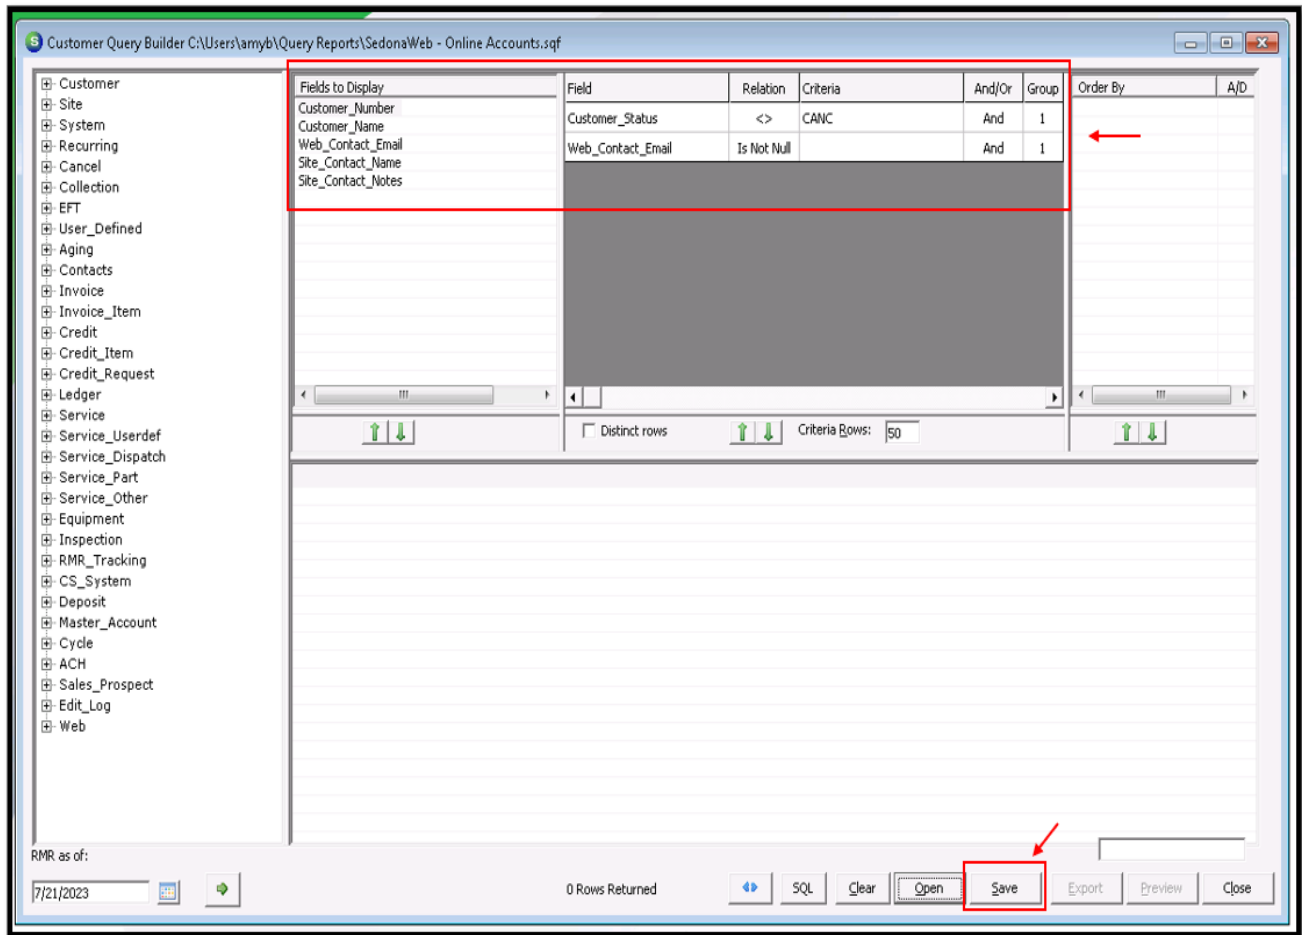 S Customer Query Builder C:\Users\amyb\Query Reports\SedonaWeb - Online Accounts.sqf
Customer
Site
System
Recurring
Cancel
Collection
EFT
User_Defined
Aging
Contacts
Invoice
Invoice_Item
Credit
Credit_Item
Credit_Request
Ledger
Service
Service_Userdef
Service_Dispatch
Service_Part
Service_Other
Equipment
Inspection
RMR_Tracking
CS_System
Deposit
Master_Account
Cycle
ACH
Sales_Prospect
Edit_Log
Web
Fields to Display
Customer_Number
Customer_Name
Web_Contact_Email
Site_Contact_Name
Site_Contact_Notes
Field Relation Criteria And/Or Group
Customer_Status <> CANC And 1
Web_Contact_Email Is Not Null And 1
Order By A/D
Distinct rows Criteria Rows: 50
RMR as of:
7/21/2023 0 Rows Returned SQL Clear Open Save Export Preview Close